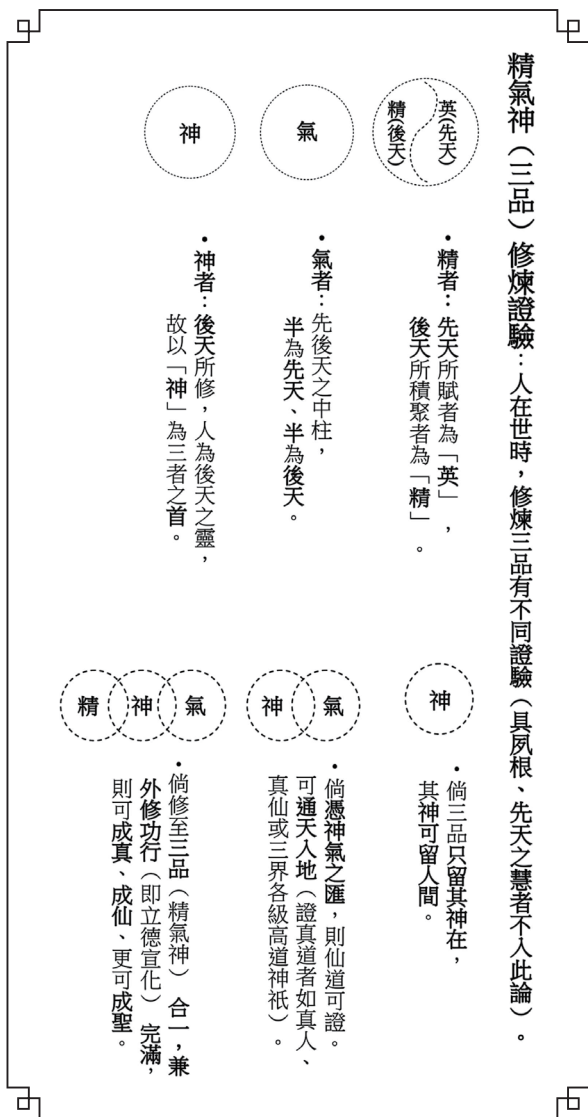 精氣神（三品）修煉證驗：人在世時，修煉三品有不同證驗（具夙根、先天之慧者不入此論）。
英（先天）
精（後天）
氣
神
• 精者：先天所賦者為「英」，
後天所積聚者為「精」。
• 氣者：先後天之中柱，
半為先天、半為後天。
• 神者：後天所修，人為後天之靈，
故以「神」為三者之首。
神
• 倘三品只留其神在，
其神可留人間。
氣
神
• 倘憑神氣之匯，則仙道可證。
可通天入地（證真道者如真人、
真仙或三界各級高道神祇）。
氣
神
精
• 倘修至三品（精氣神）合一，兼
外修功行（即立德宣化）完滿，
則可成真、成仙、更可成聖。